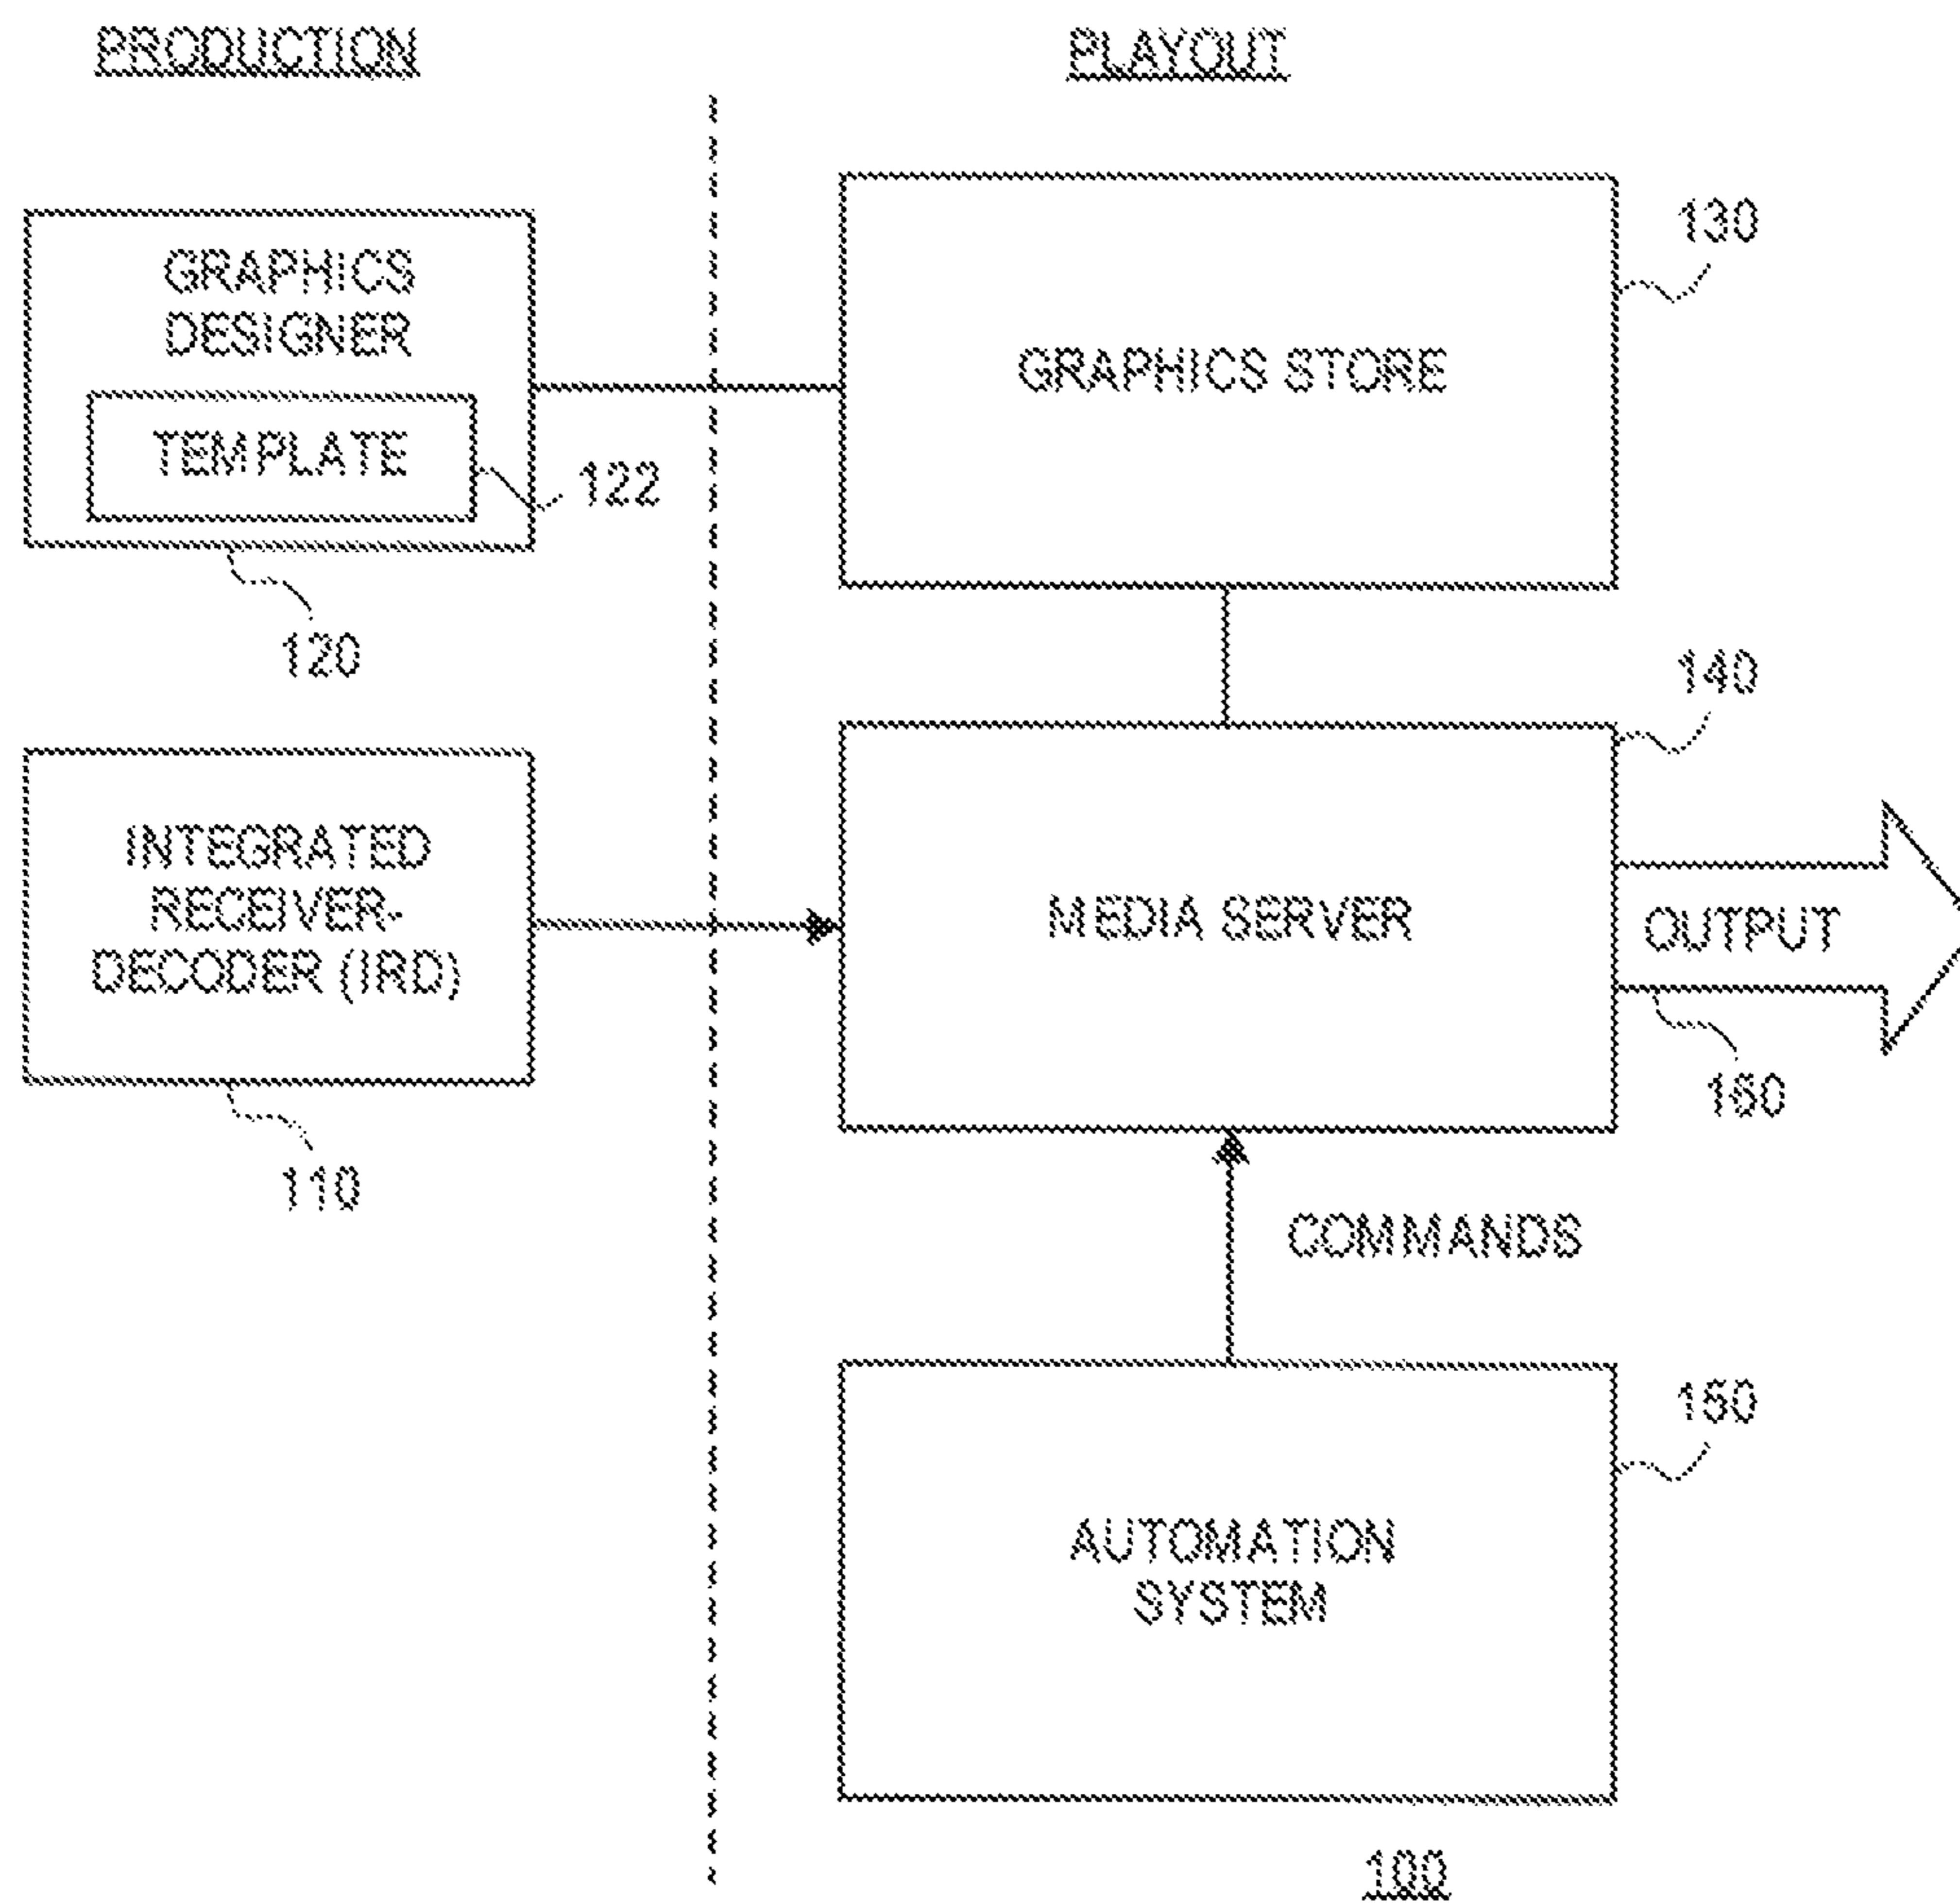 PRODUCTION
PLAYOUT
GRAPHICS
DESIGNER
TEMPLATE
122
120
GRAPHICS STORE
130
INTEGRATED
RECEIVER-
DECODER (IRD)
110
MEDIA SERVER
140
OUTPUT
160
COMMANDS
AUTOMATION
SYSTEM
150
100